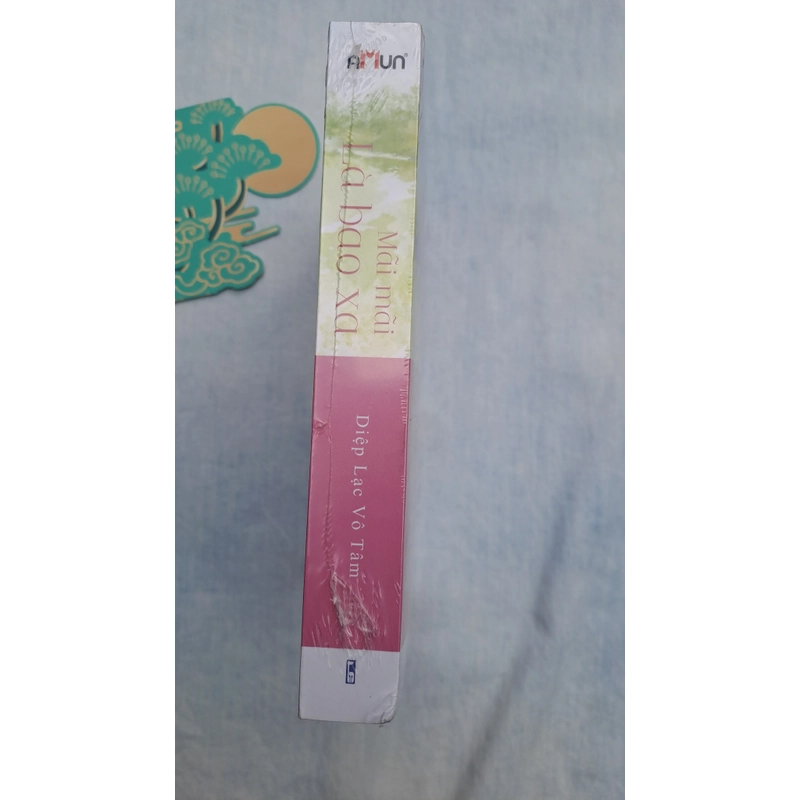 AMUN
Mãi mãi
Là bao xa
Diệp Lạc Vô Tâm